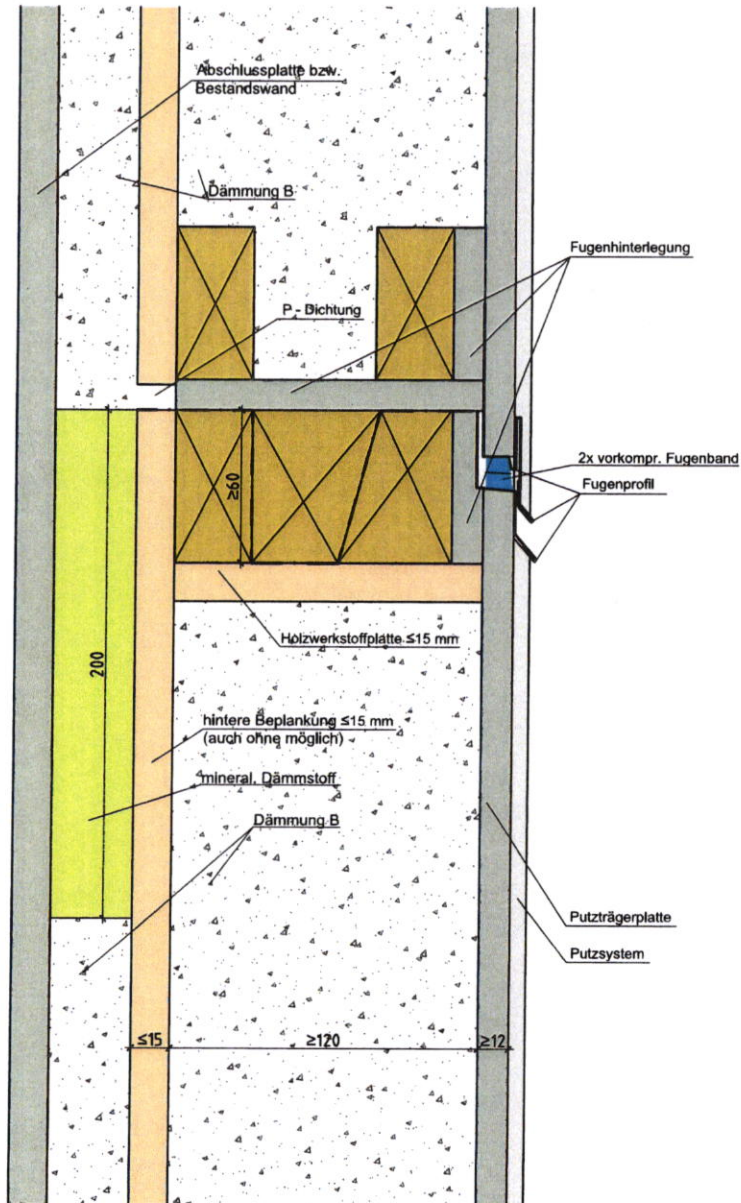 Abschlussplatte bzw.
Bestandswand
Dämmung B
Fugenhinterlegung
P - Dichtung
2x vorkompr. Fugenband
≥60
Fugenprofil
Holzwerkstoffplatte ≤15 mm
200
hintere Beplankung ≤15 mm
(auch ohne möglich)
mineral. Dämmstoff
Dämmung B
Putzträgerplatte
Putzsystem
≤15
≥120
≥12